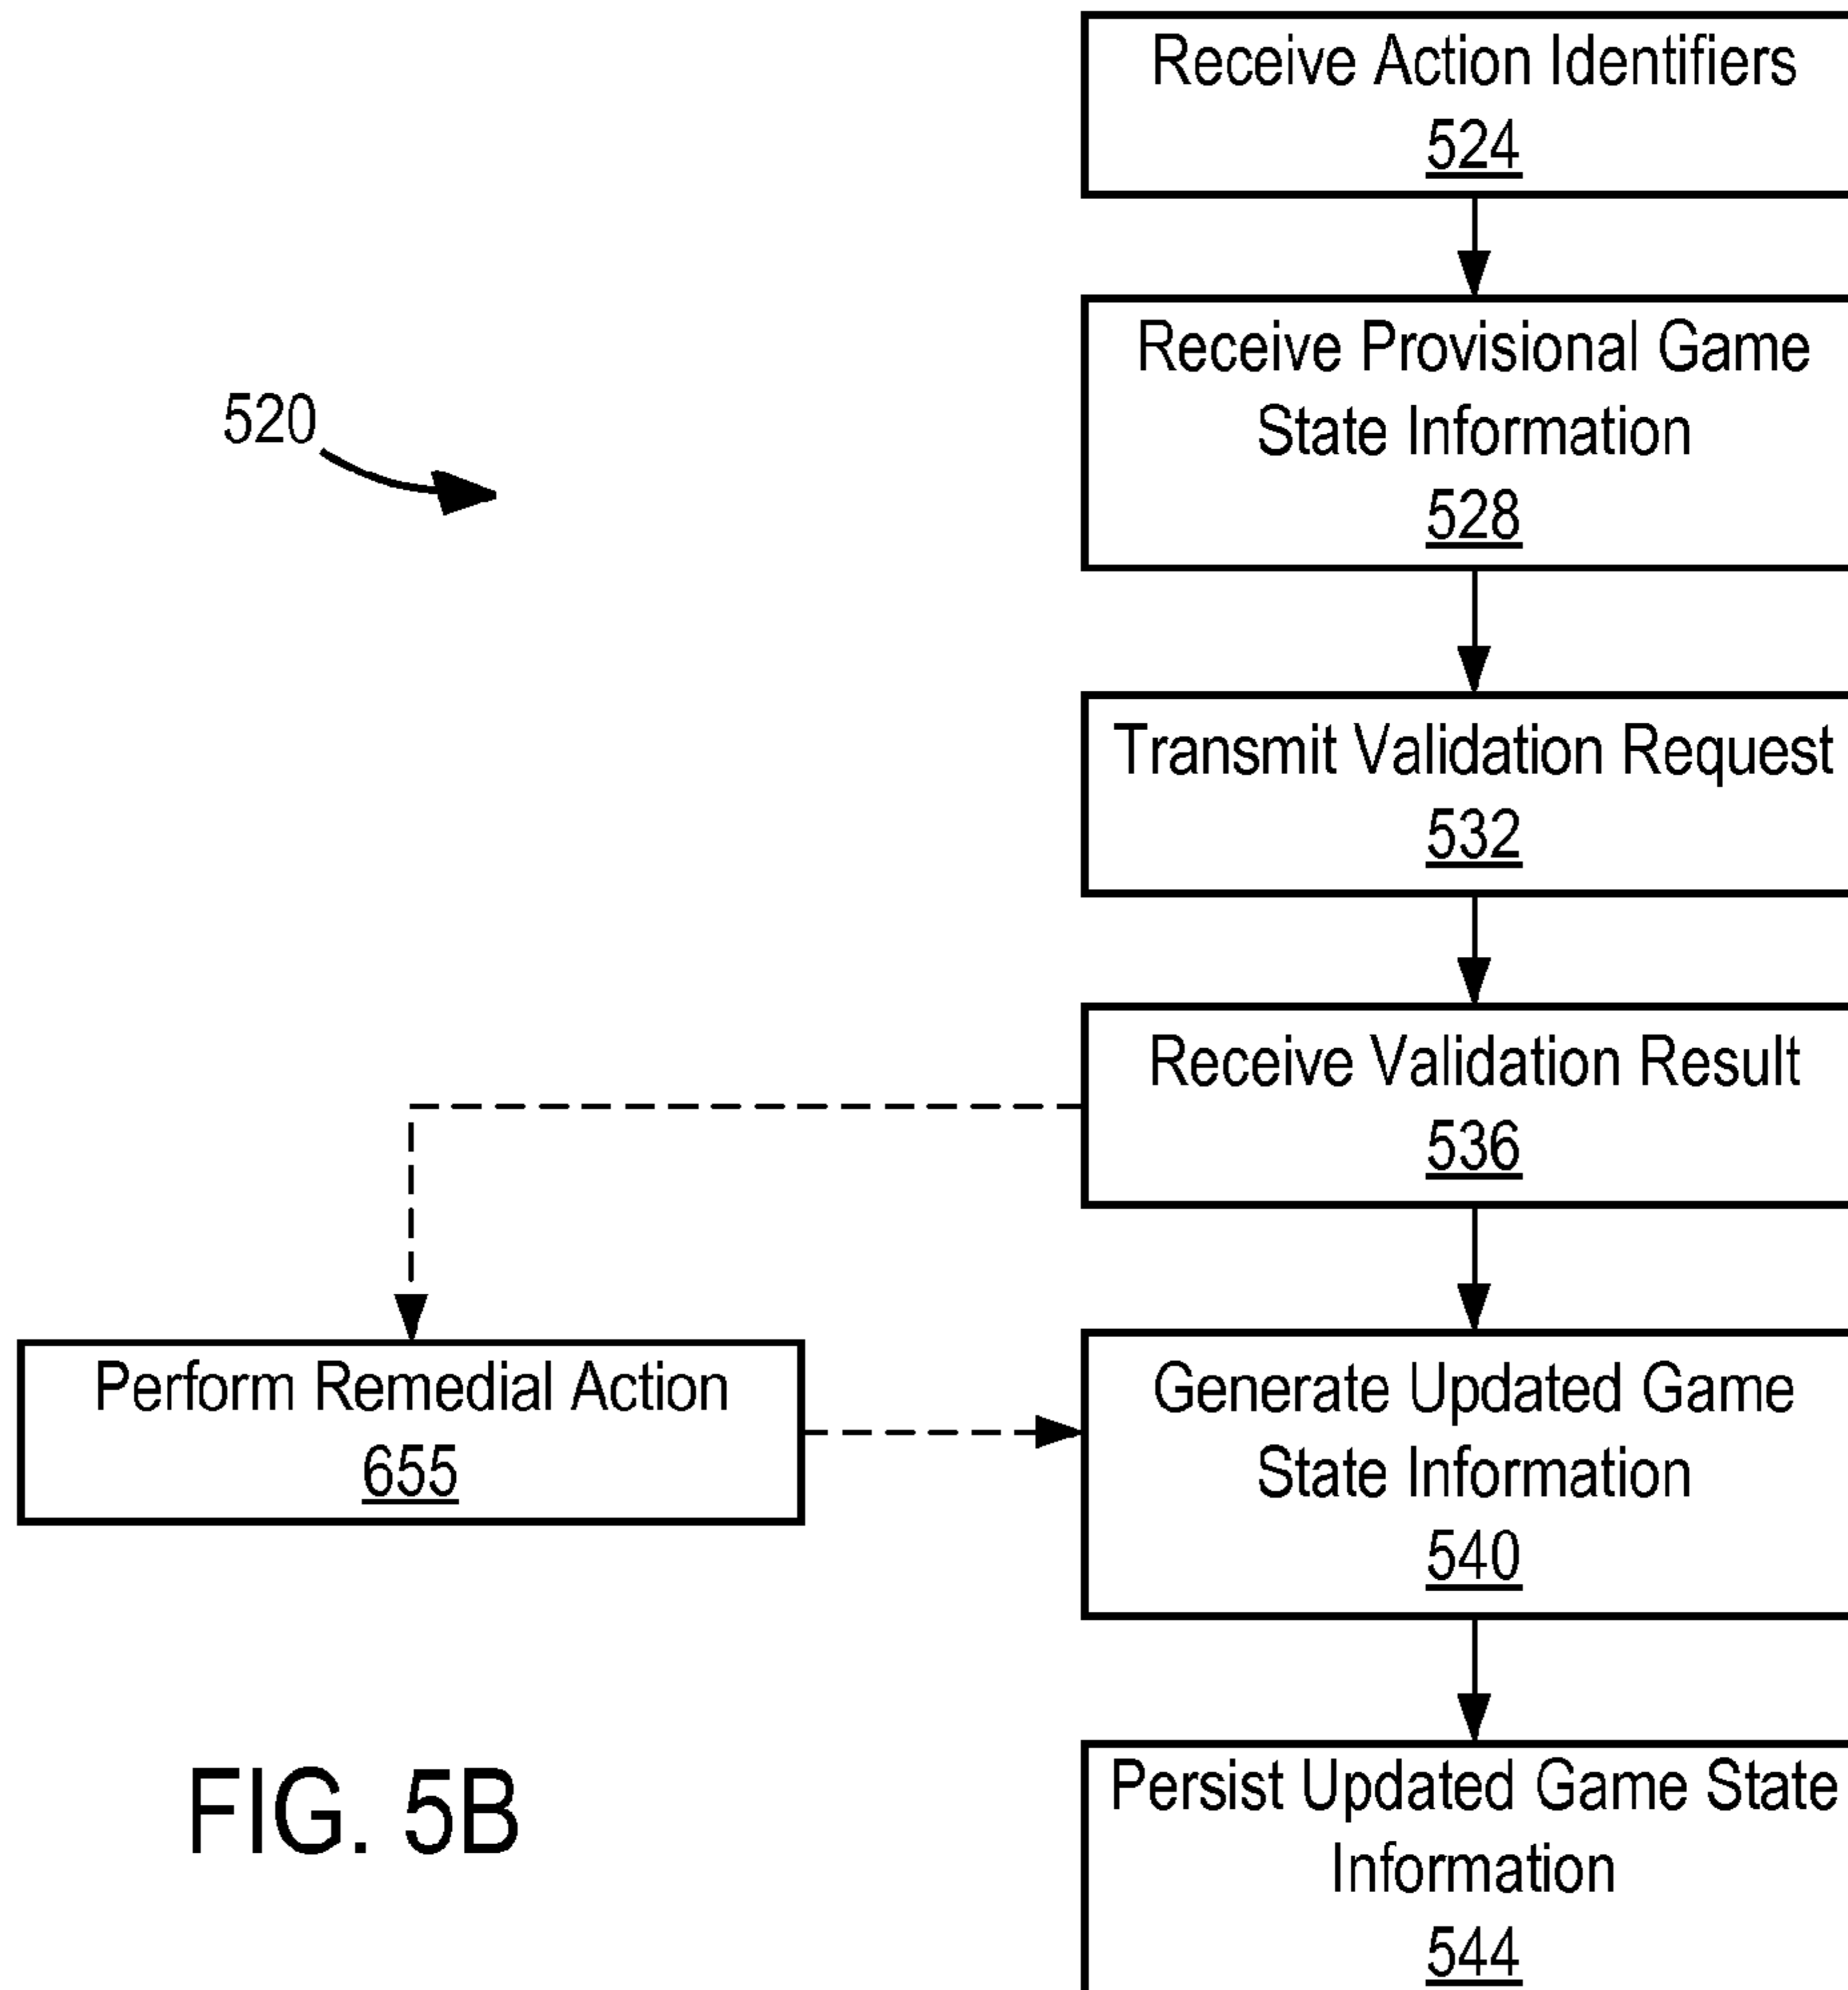 Receive Action Identifiers
524
Receive Provisional Game
State Information
528
520
Transmit Validation Request
532
Receive Validation Result
536
Perform Remedial Action
655
Generate Updated Game
State Information
540
Persist Updated Game State
Information
544
FIG. 5B